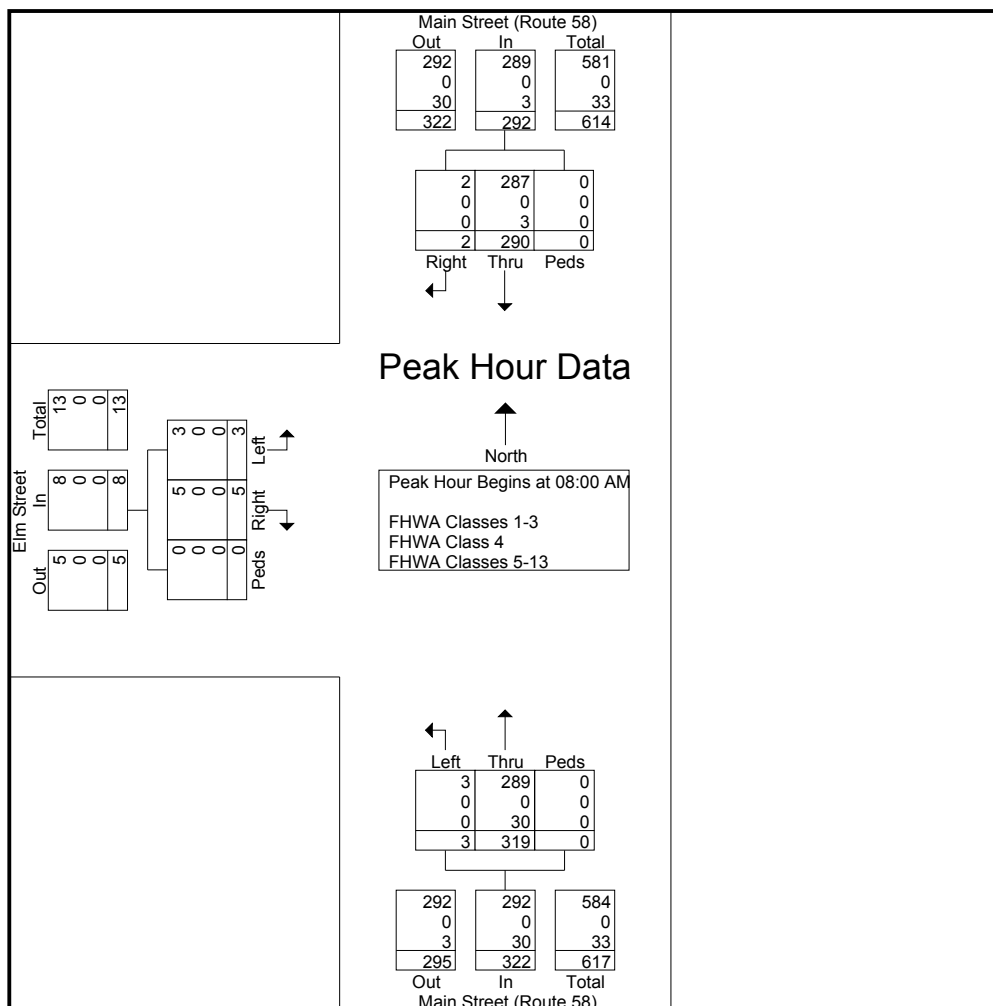 Main Street (Route 58)
Out In Total
292 289 581
0 0 0
30 3 33
322 292 614
2 287 0
0 0 0
0 3 0
2 290 0
Right Thru Peds
Peak Hour Data
North
Peak Hour Begins at 08:00 AM
FHWA Classes 1-3
FHWA Class 4
FHWA Classes 5-13
Elm Street
Out In Total
5 8 13
0 0 0
0 0 0
5 8 13
0 5 3
0 0 0
0 0 0
0 5 3
Peds Right Left
Left Thru Peds
3 289 0
0 0 0
0 30 0
3 319 0
292 292 584
0 0 0
3 30 33
295 322 617
Out In Total
Main Street (Route 58)